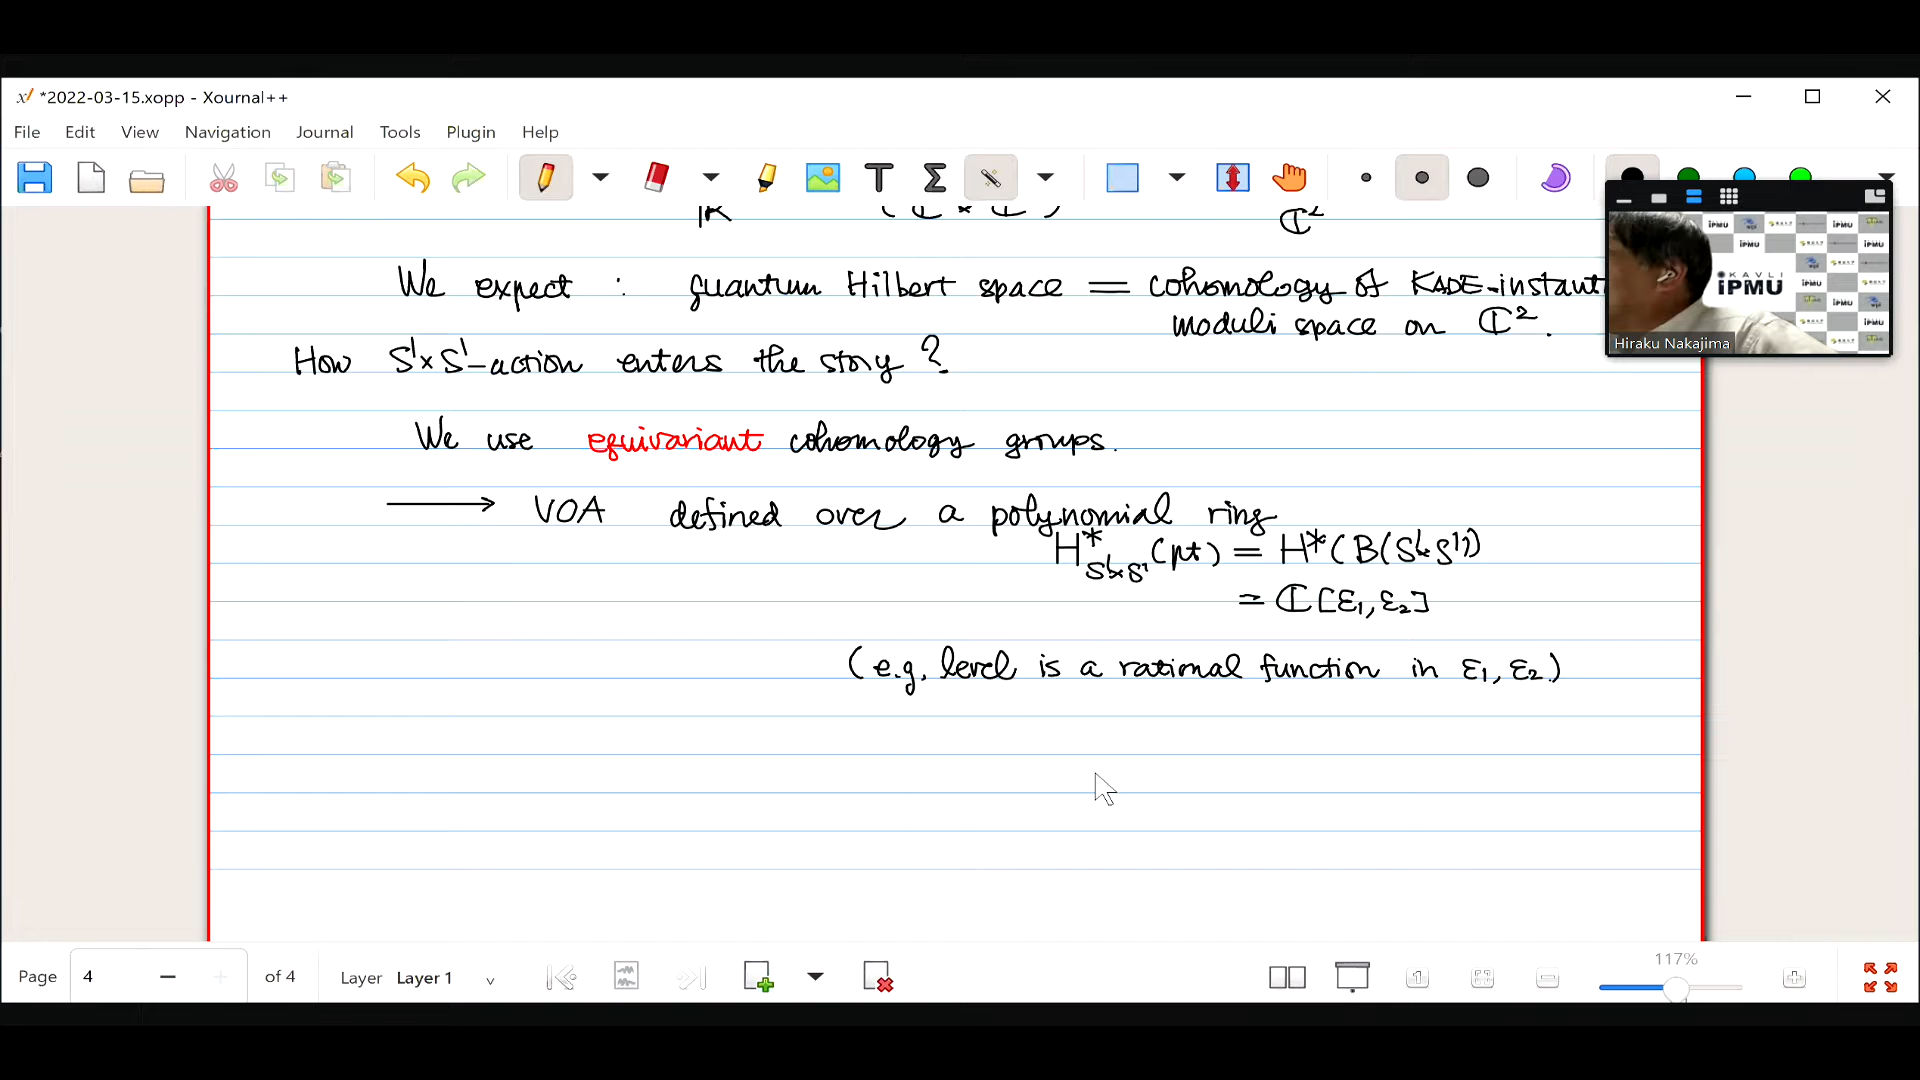 *2022-03-15.xopp - Xournal++
File Edit View Navigation Journal Tools Plugin Help
ℂ²
We expect : quantum Hilbert space = cohomology of KADE-instant
moduli space on ℂ².
How S¹×S¹-action enters the story ?
We use equivariant cohomology groups.
⟶ VOA defined over a polynomial ring
H*_{S¹×S¹}(pt) = H*(B(S¹×S¹))
= ℂ[ε₁, ε₂]
(e.g, level is a rational function in ε₁, ε₂.)
KAVLI
iPMU
Hiraku Nakajima
Page 4 of 4 Layer Layer 1 117%